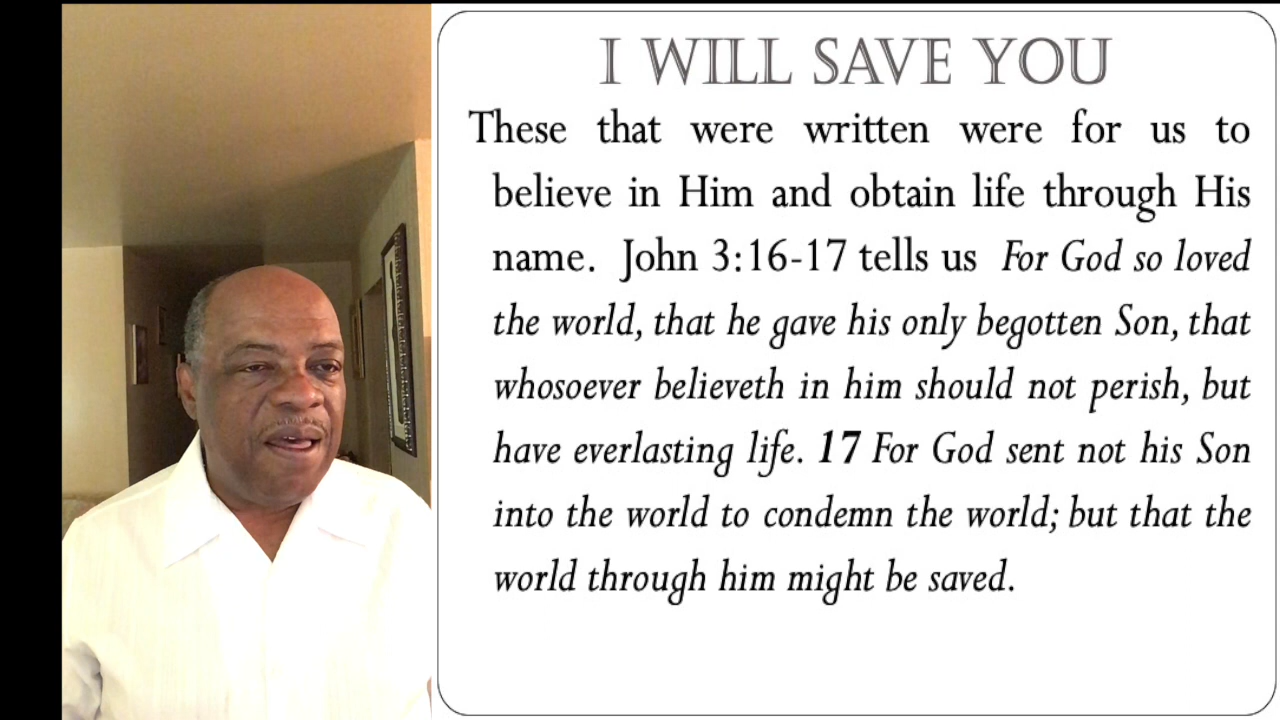 I WILL SAVE YOU
These that were written were for us to
believe in Him and obtain life through His
name. John 3:16-17 tells us For God so loved
the world, that he gave his only begotten Son, that
whosoever believeth in him should not perish, but
have everlasting life. 17 For God sent not his Son
into the world to condemn the world; but that the
world through him might be saved.